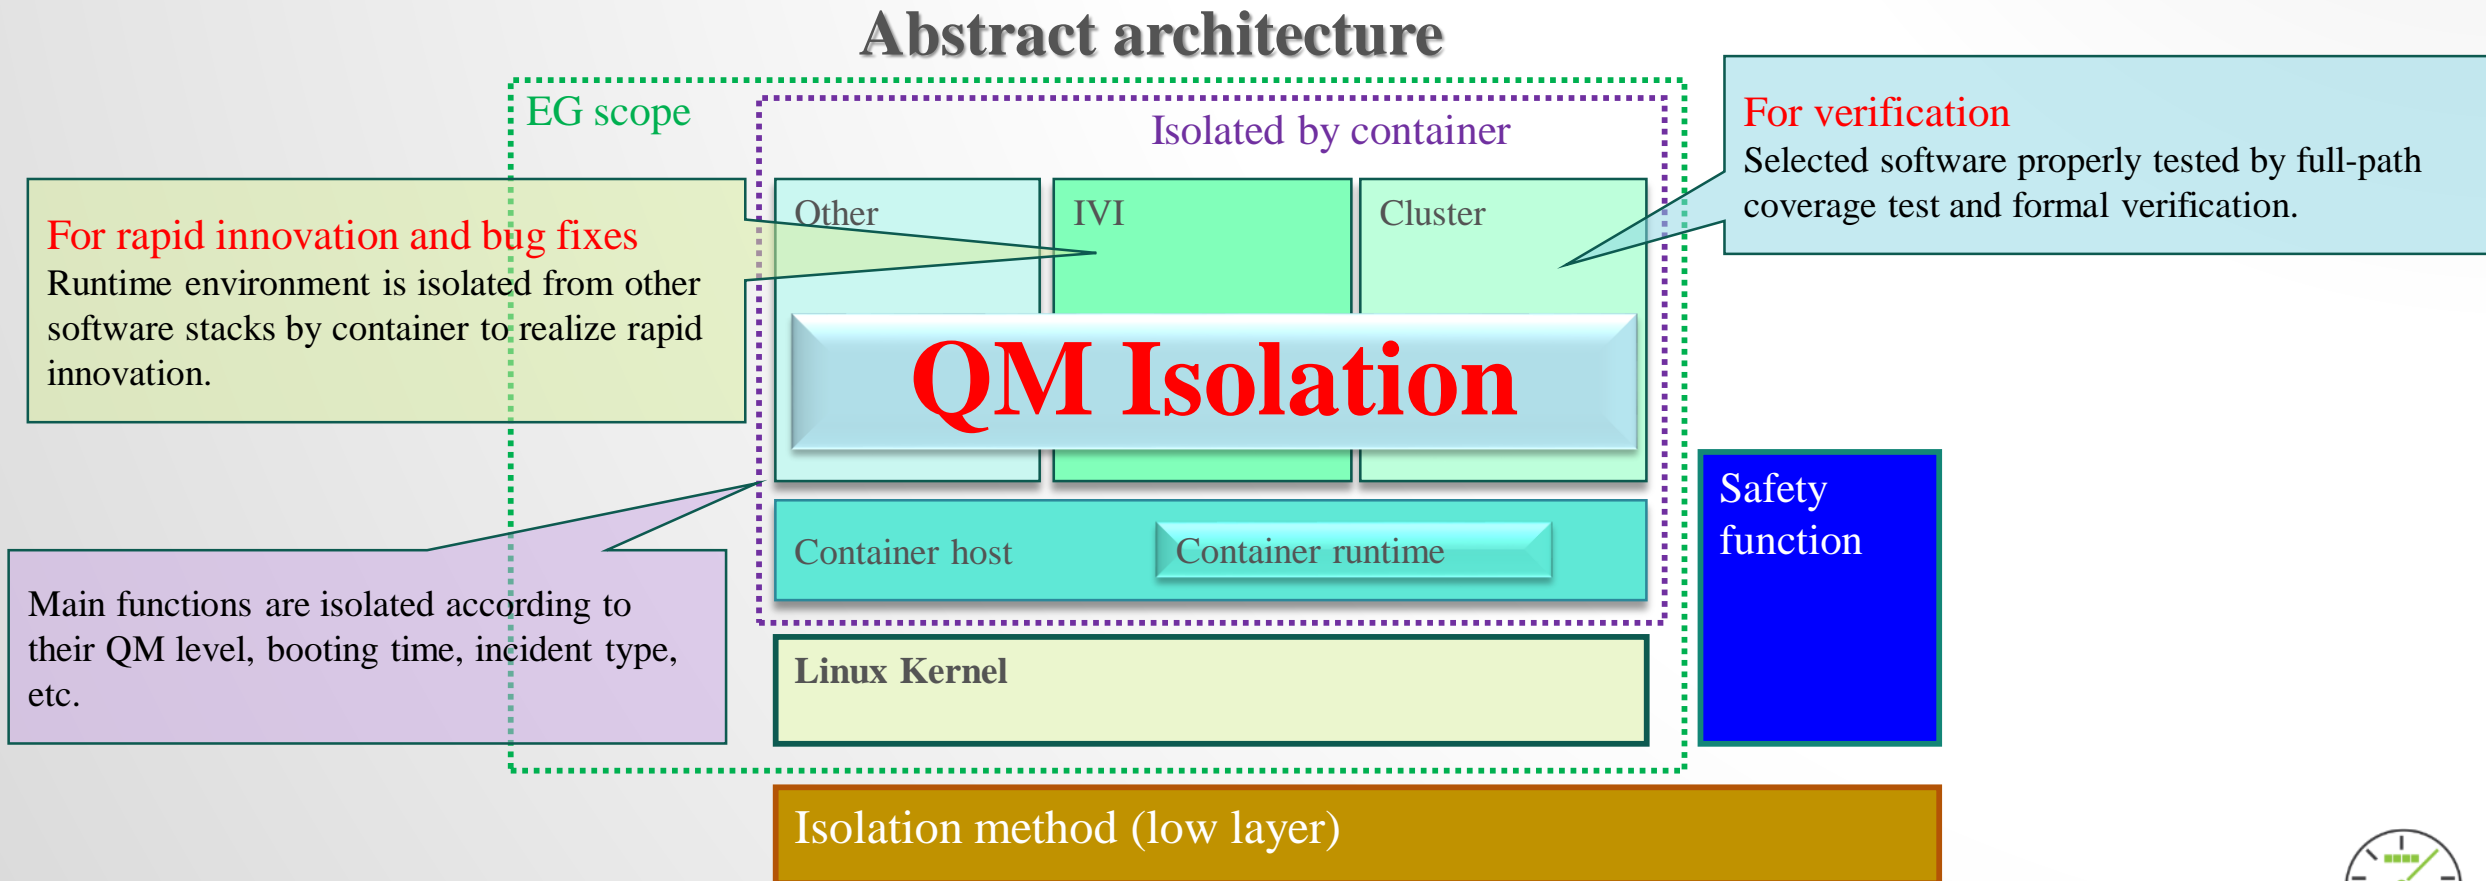 Abstract architecture
EG scope
Isolated by container
For verification
Selected software properly tested by full-path
coverage test and formal verification.
For rapid innovation and bug fixes
Runtime environment is isolated from other
software stacks by container to realize rapid
innovation.
Other
IVI
Cluster
QM Isolation
Safety
function
Container host
Container runtime
Main functions are isolated according to
their QM level, booting time, incident type,
etc.
Linux Kernel
Isolation method (low layer)